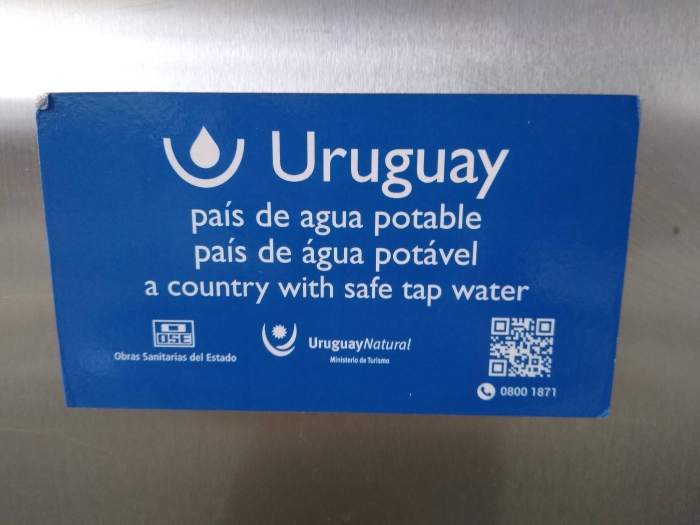 Uruguay
país de agua potable
país de água potável
a country with safe tap water
OSE
Obras Sanitarias del Estado
UruguayNatural
Ministerio de Turismo
0800 1871